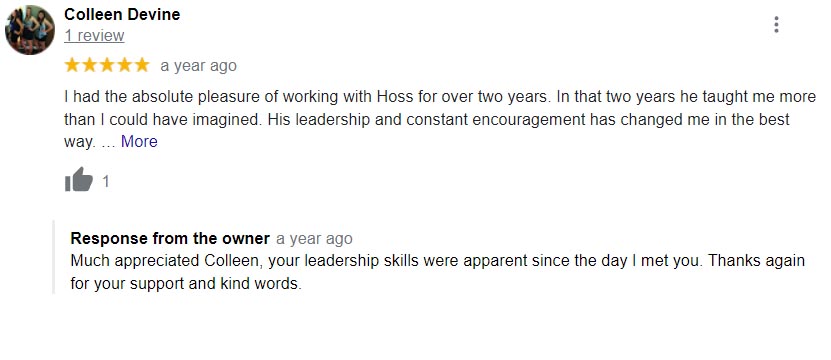 Colleen Devine
1 review
a year ago
I had the absolute pleasure of working with Hoss for over two years. In that two years he taught me more
than I could have imagined. His leadership and constant encouragement has changed me in the best
way. … More
1
Response from the owner a year ago
Much appreciated Colleen, your leadership skills were apparent since the day I met you. Thanks again
for your support and kind words.